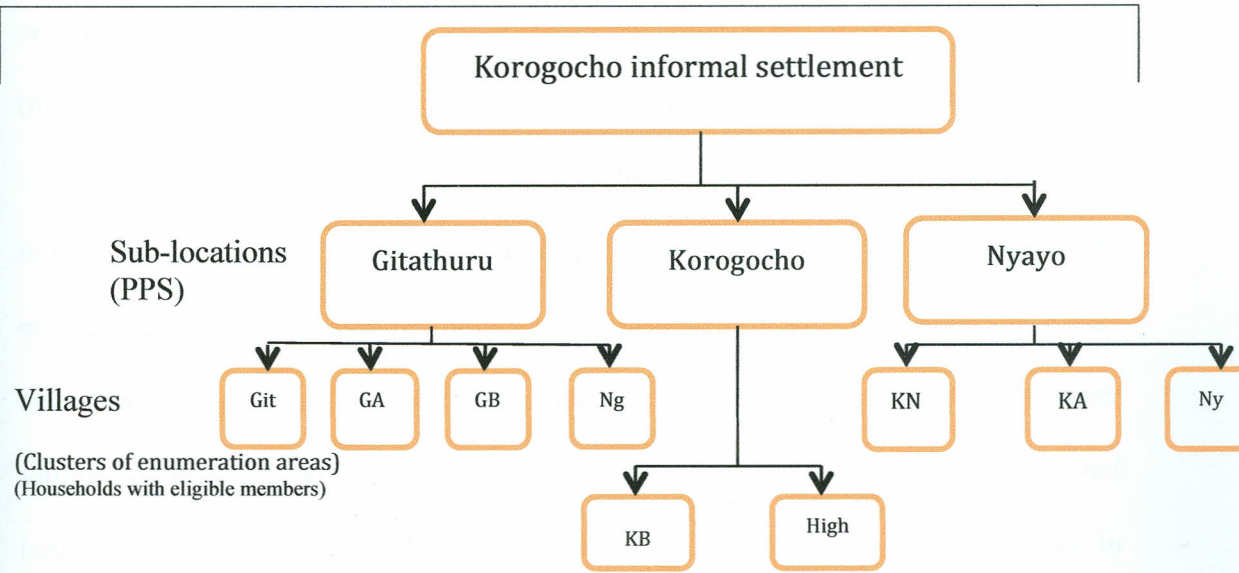 Korogocho informal settlement
Sub-locations
(PPS)
Gitathuru
Korogocho
Nyayo
Villages
Git
GA
GB
Ng
KN
KA
Ny
(Clusters of enumeration areas)
(Households with eligible members)
KB
High